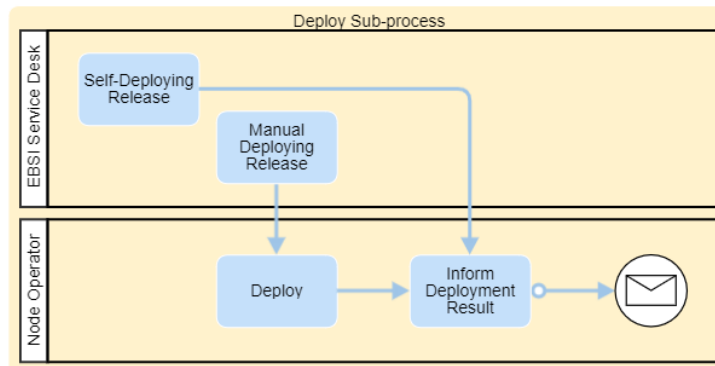 Deploy Sub-process
EBSI Service Desk
Self-Deploying
Release
Manual
Deploying
Release
Node Operator
Deploy
Inform
Deployment
Result